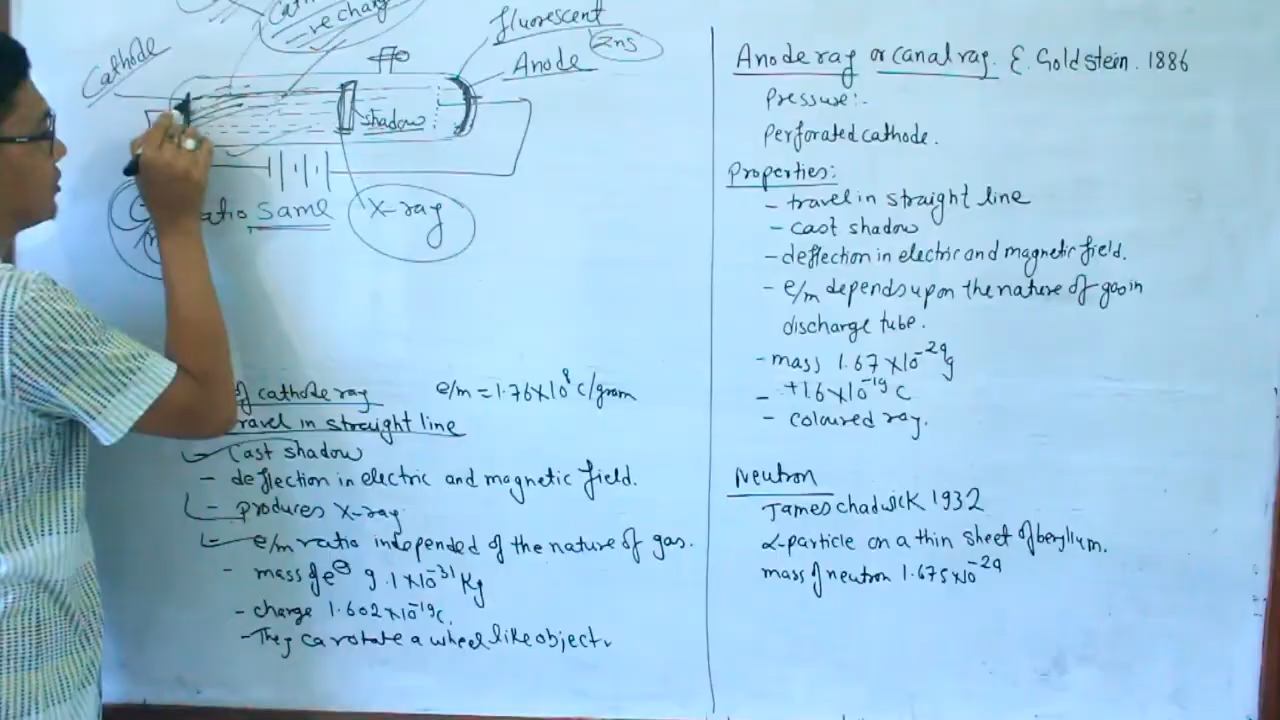 -ve charge
fluorescent
Cathode
Zns
Anode
shadow
ratio same
X-ray
of cathode ray e/m = 1.76×10⁸ c/gram
travel in straight line
- Cast shadow
- deflection in electric and magnetic field.
- produces X-ray.
- e/m ratio independed of the nature of gas.
- mass of e⊖ 9.1×10⁻³¹ Kg
- charge 1.602×10⁻¹⁹c.
- They ca rotate a wheel like object.
Anode ray or canal ray. E. Goldstein. 1886
Pressure:.
Perforated cathode.
Properties:
- travel in straight line
- cast shadow
- deflection in electric and magnetic field.
- e/m depends upon the nature of gas in
discharge tube.
- mass 1.67×10⁻²⁴g
- +1.6×10⁻¹⁹c
- coloured ray.
Neutron
James chadwick 1932
α-particle on a thin sheet of beryllium.
mass of neutron 1.675×10⁻²⁴